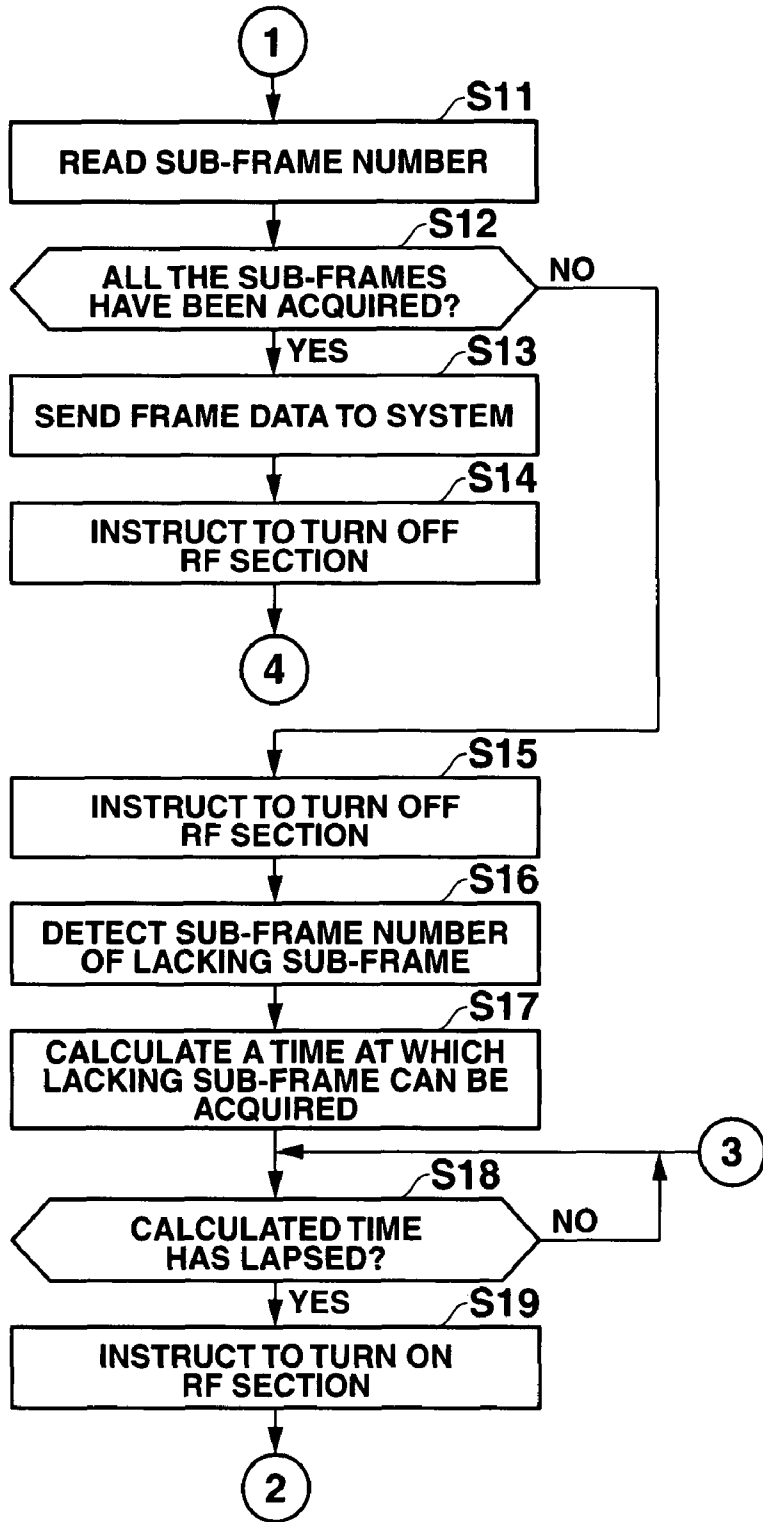 1
S11
READ SUB-FRAME NUMBER
S12
ALL THE SUB-FRAMES
HAVE BEEN ACQUIRED?
NO
YES
S13
SEND FRAME DATA TO SYSTEM
S14
INSTRUCT TO TURN OFF
RF SECTION
4
S15
INSTRUCT TO TURN OFF
RF SECTION
S16
DETECT SUB-FRAME NUMBER
OF LACKING SUB-FRAME
S17
CALCULATE A TIME AT WHICH
LACKING SUB-FRAME CAN BE
ACQUIRED
3
S18
CALCULATED TIME
HAS LAPSED?
NO
YES
S19
INSTRUCT TO TURN ON
RF SECTION
2